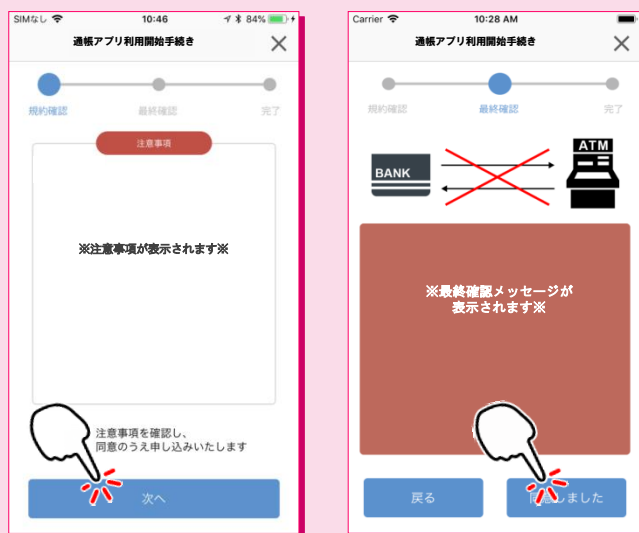 SIMなし 10:46 84%
通帳アプリ利用開始手続き
規約確認 最終確認 完了
注意事項
※注意事項が表示されます※
注意事項を確認し、
同意のうえ申し込みいたします
次へ
Carrier 10:28 AM
通帳アプリ利用開始手続き
規約確認 最終確認 完了
BANK
ATM
※最終確認メッセージが
表示されます※
戻る
しました